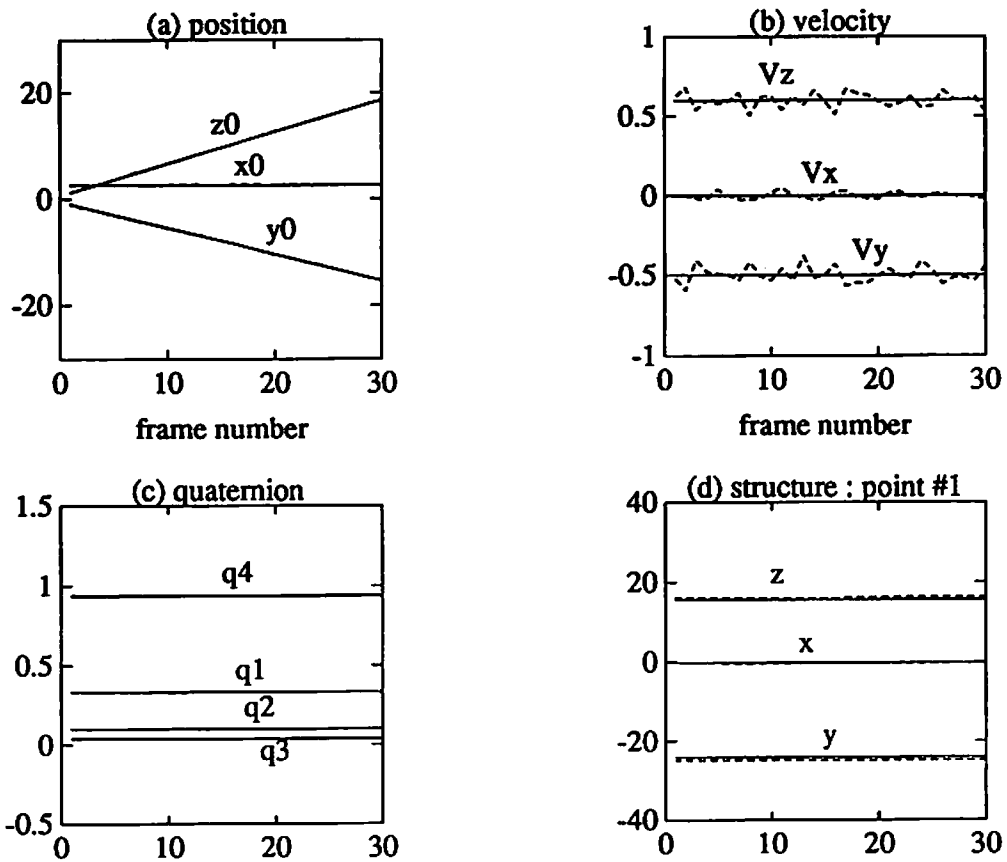 (a) position
20
0
-20
z0
x0
y0
0 10 20 30
frame number
(b) velocity
1
0.5
0
-0.5
-1
Vz
Vx
Vy
0 10 20 30
frame number
(c) quaternion
1.5
1
0.5
0
-0.5
q4
q1
q2
q3
0 10 20 30
(d) structure : point #1
40
20
0
-20
-40
z
x
y
0 10 20 30